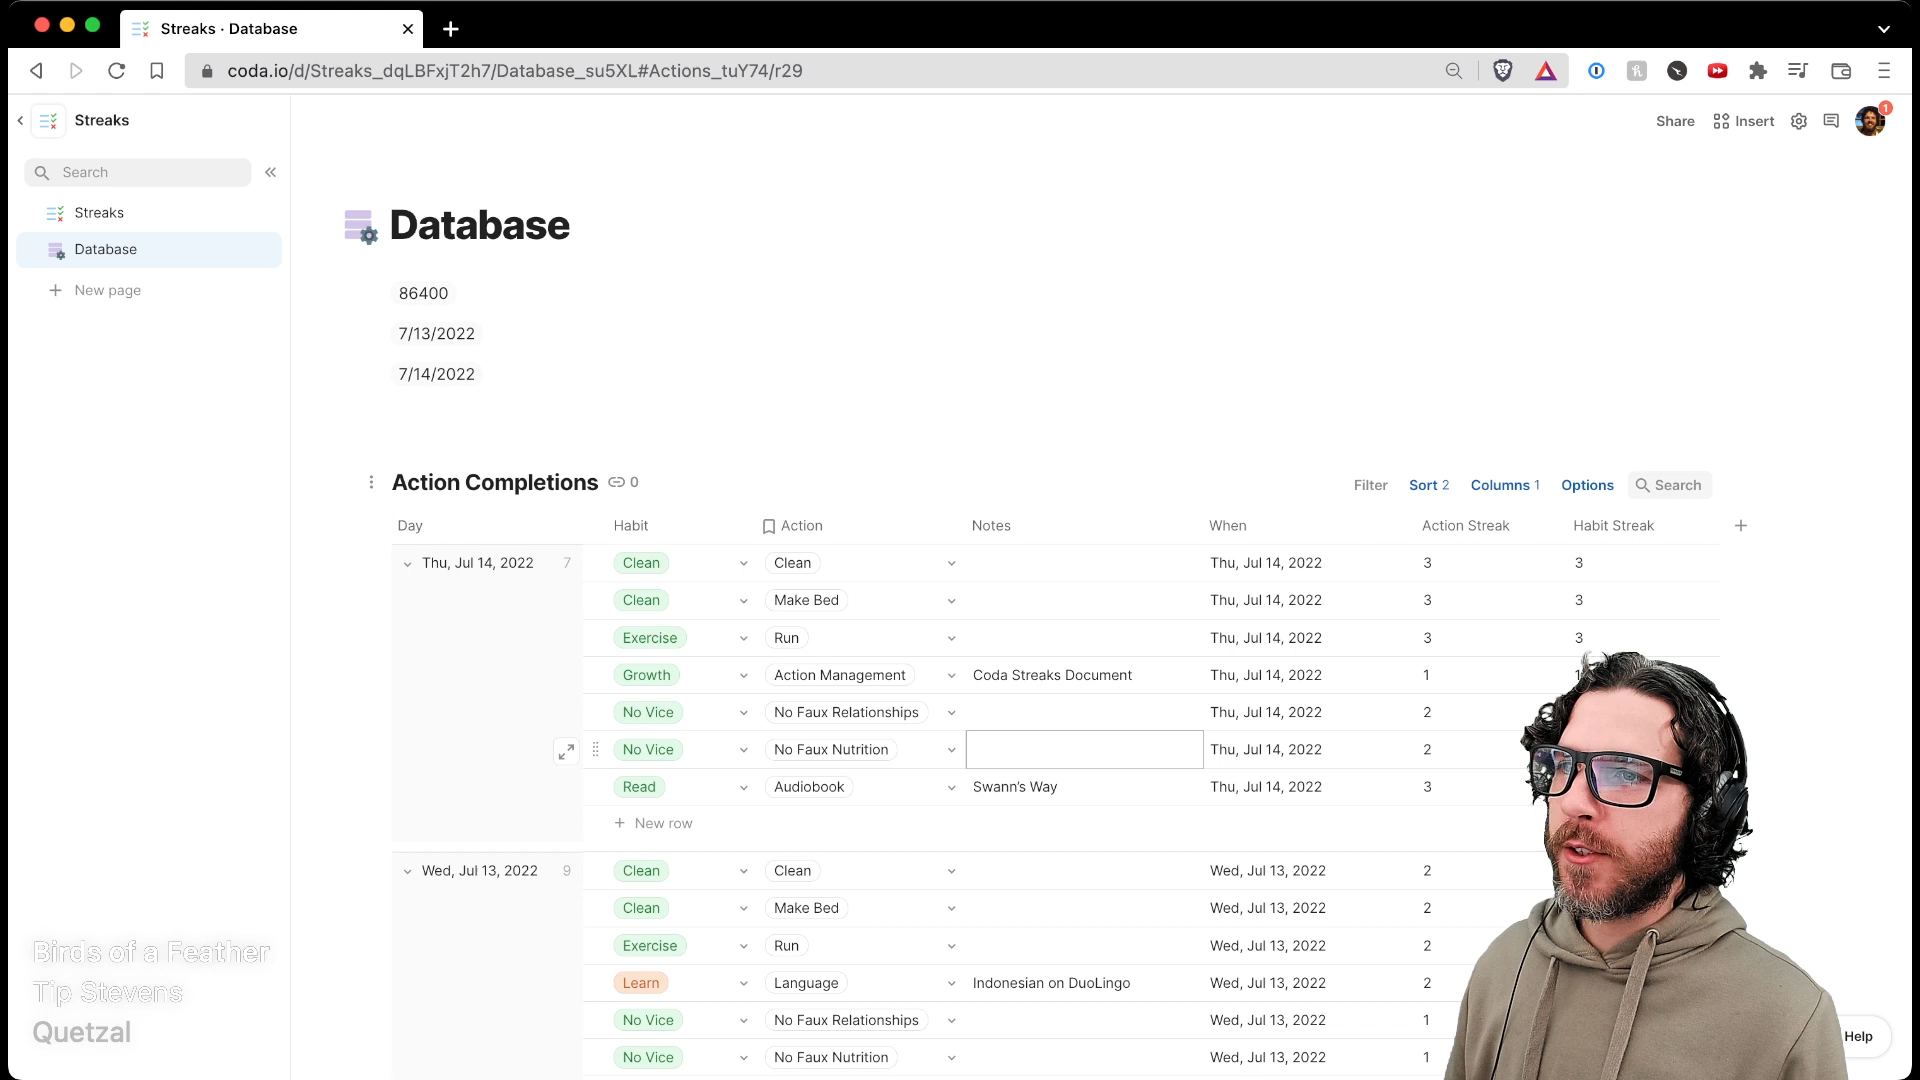 Streaks · Database
coda.io/d/Streaks_dqLBFxjT2h7/Database_su5XL#Actions_tuY74/r29
Streaks
Share
Insert
1
Search
Streaks
Database
New page
Database
86400
7/13/2022
7/14/2022
Action Completions 0
Filter Sort 2 Columns 1 Options Search
Day Habit Action Notes When Action Streak Habit Streak
Thu, Jul 14, 2022 7 Clean Clean Thu, Jul 14, 2022 3 3
Clean Make Bed Thu, Jul 14, 2022 3 3
Exercise Run Thu, Jul 14, 2022 3 3
Growth Action Management Coda Streaks Document Thu, Jul 14, 2022 1 1
No Vice No Faux Relationships Thu, Jul 14, 2022 2
No Vice No Faux Nutrition Thu, Jul 14, 2022 2
Read Audiobook Swann’s Way Thu, Jul 14, 2022 3
New row
Wed, Jul 13, 2022 9 Clean Clean Wed, Jul 13, 2022 2
Clean Make Bed Wed, Jul 13, 2022 2
Exercise Run Wed, Jul 13, 2022 2
Learn Language Indonesian on DuoLingo Wed, Jul 13, 2022 2
No Vice No Faux Relationships Wed, Jul 13, 2022 1
No Vice No Faux Nutrition Wed, Jul 13, 2022 1
Birds of a Feather
Tip Stevens
Quetzal
Help